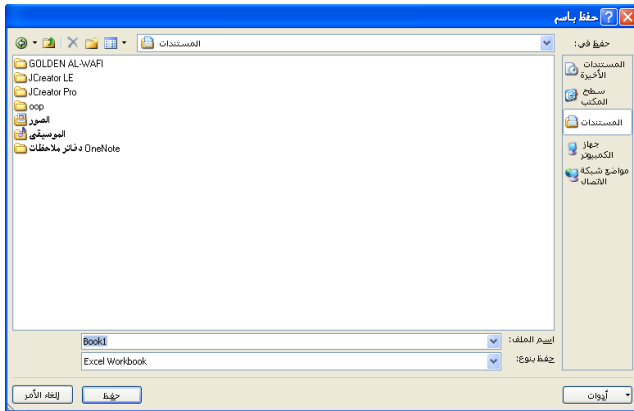 حفظ باسم
حفظ في:
المستندات
المستندات الأخيرة
سطح المكتب
المستندات
جهاز الكمبيوتر
مواضع شبكة الاتصال
GOLDEN AL-WAFI
JCreator LE
JCreator Pro
oop
الصور
الموسيقى
دفاتر ملاحظات OneNote
اسم الملف:
Book1
حفظ بنوع:
Excel Workbook
أدوات
حفظ
إلغاء الأمر